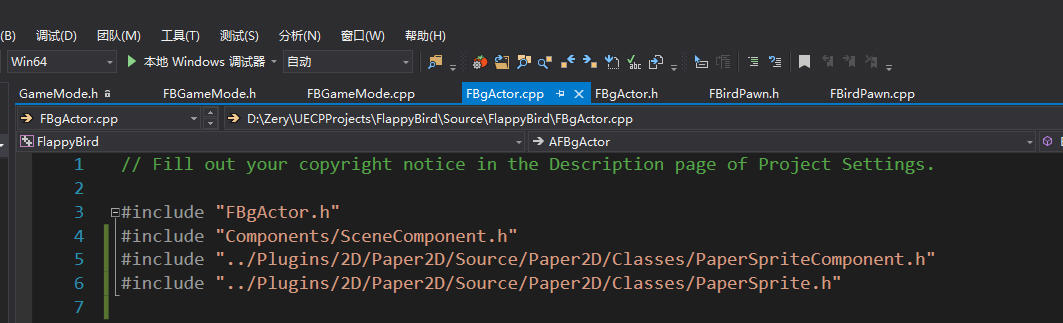 (B) 调试(D) 团队(M) 工具(T) 测试(S) 分析(N) 窗口(W) 帮助(H)
Win64 本地 Windows 调试器 自动
GameMode.h FBGameMode.h FBGameMode.cpp FBgActor.cpp FBgActor.h FBirdPawn.h FBirdPawn.cpp
FBgActor.cpp D:\Zery\UECPProjects\FlappyBird\Source\FlappyBird\FBgActor.cpp
FlappyBird AFBgActor
1 // Fill out your copyright notice in the Description page of Project Settings.
2
3 #include "FBgActor.h"
4 #include "Components/SceneComponent.h"
5 #include "../Plugins/2D/Paper2D/Source/Paper2D/Classes/PaperSpriteComponent.h"
6 #include "../Plugins/2D/Paper2D/Source/Paper2D/Classes/PaperSprite.h"
7